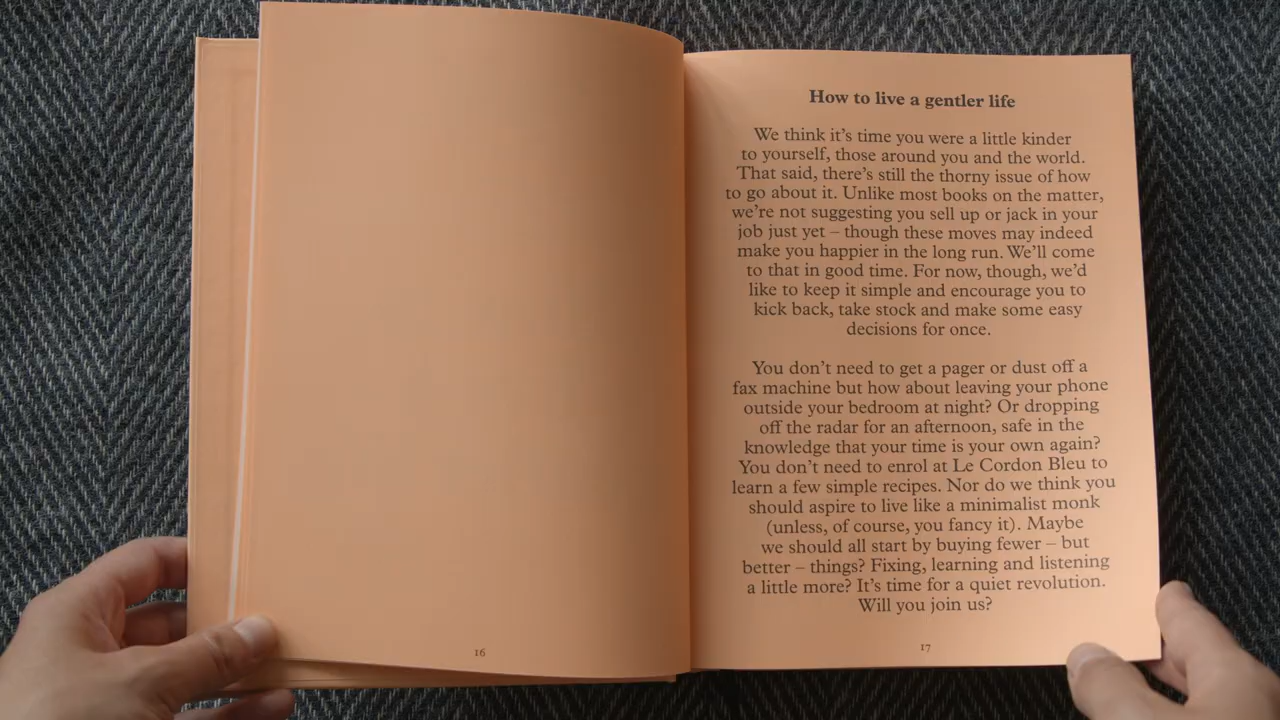 16
How to live a gentler life
We think it's time you were a little kinder
to yourself, those around you and the world.
That said, there's still the thorny issue of how
to go about it. Unlike most books on the matter,
we're not suggesting you sell up or jack in your
job just yet – though these moves may indeed
make you happier in the long run. We'll come
to that in good time. For now, though, we'd
like to keep it simple and encourage you to
kick back, take stock and make some easy
decisions for once.
You don't need to get a pager or dust off a
fax machine but how about leaving your phone
outside your bedroom at night? Or dropping
off the radar for an afternoon, safe in the
knowledge that your time is your own again?
You don't need to enrol at Le Cordon Bleu to
learn a few simple recipes. Nor do we think you
should aspire to live like a minimalist monk
(unless, of course, you fancy it). Maybe
we should all start by buying fewer – but
better – things? Fixing, learning and listening
a little more? It's time for a quiet revolution.
Will you join us?
17